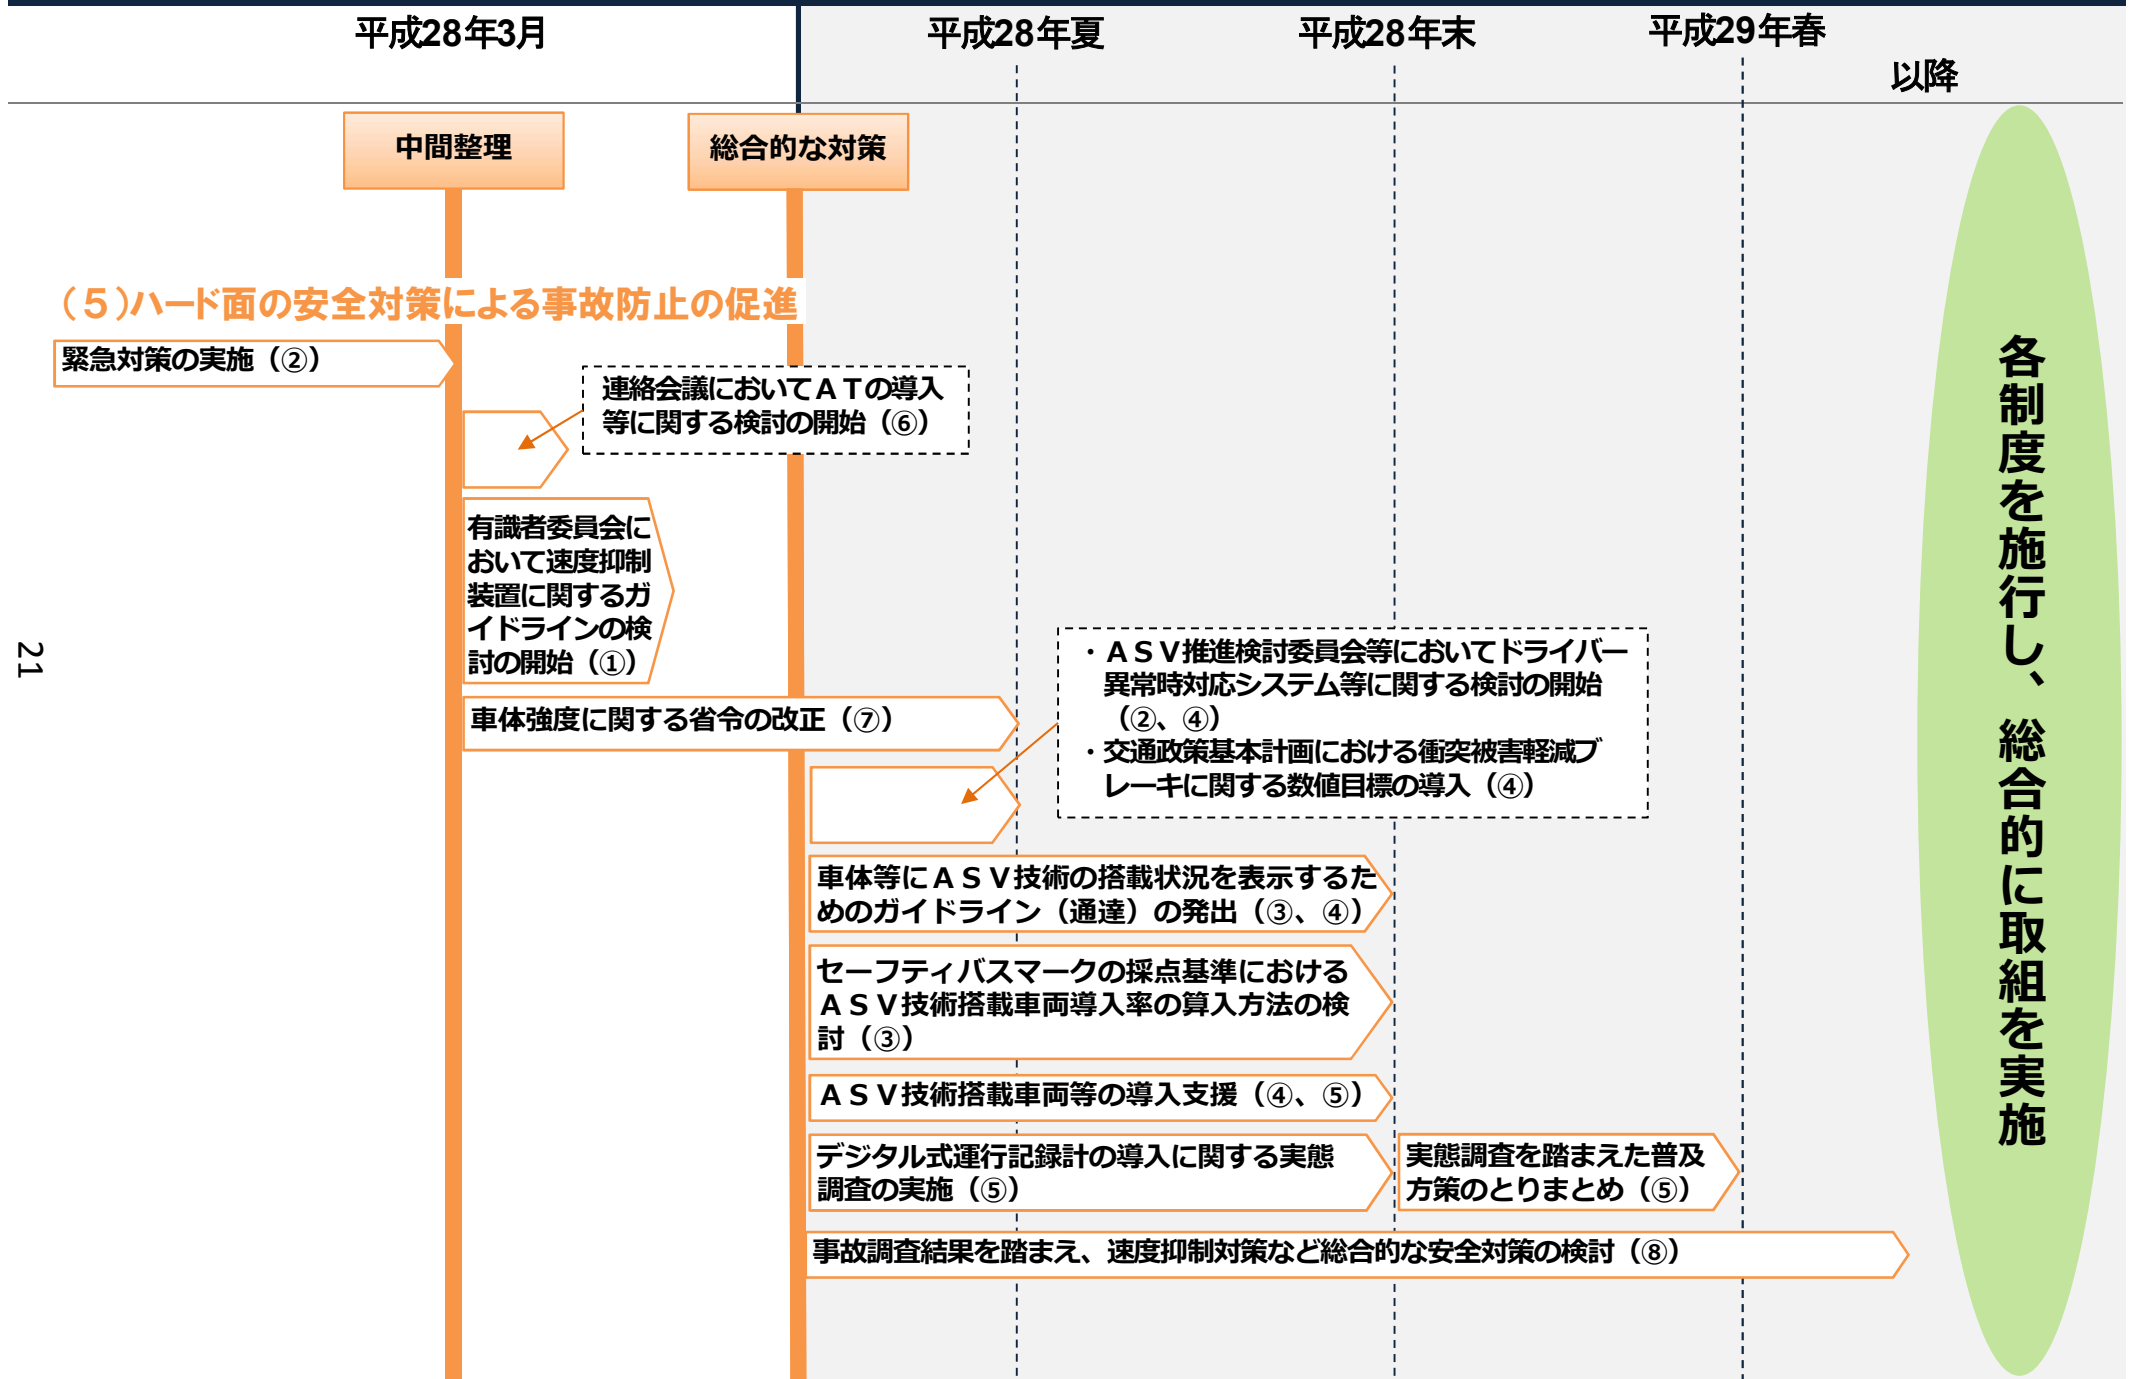 平成28年3月
平成28年夏
平成28年末
平成29年春
以降
中間整理
総合的な対策
（５）ハード面の安全対策による事故防止の促進
緊急対策の実施（②）
連絡会議においてＡＴの導入
等に関する検討の開始（⑥）
有識者委員会に
おいて速度抑制
装置に関するガ
イドラインの検
討の開始（①）
車体強度に関する省令の改正（⑦）
・ＡＳＶ推進検討委員会等においてドライバー
異常時対応システム等に関する検討の開始
（②、④）
・交通政策基本計画における衝突被害軽減ブ
レーキに関する数値目標の導入（④）
車体等にＡＳＶ技術の搭載状況を表示するた
めのガイドライン（通達）の発出（③、④）
セーフティバスマークの採点基準における
ＡＳＶ技術搭載車両導入率の算入方法の検
討（③）
ＡＳＶ技術搭載車両等の導入支援（④、⑤）
デジタル式運行記録計の導入に関する実態
調査の実施（⑤）
実態調査を踏まえた普及
方策のとりまとめ（⑤）
事故調査結果を踏まえ、速度抑制対策など総合的な安全対策の検討（⑧）
各制度を施行し、総合的に取組を実施
21